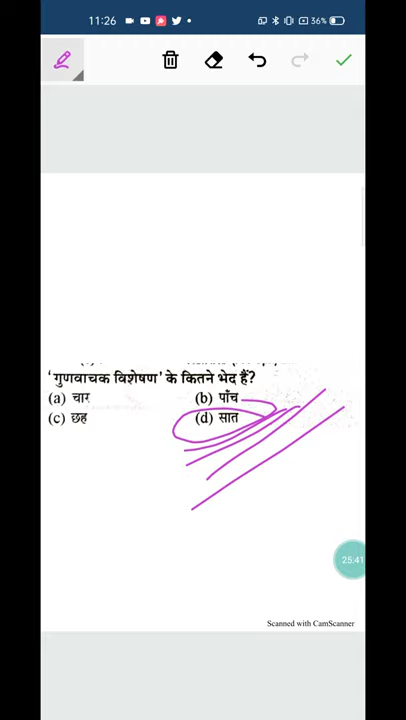 11:26
36%
'गुणवाचक विशेषण' के कितने भेद हैं?
(a) चार (b) पाँच
(c) छह (d) सात
25:41
Scanned with CamScanner